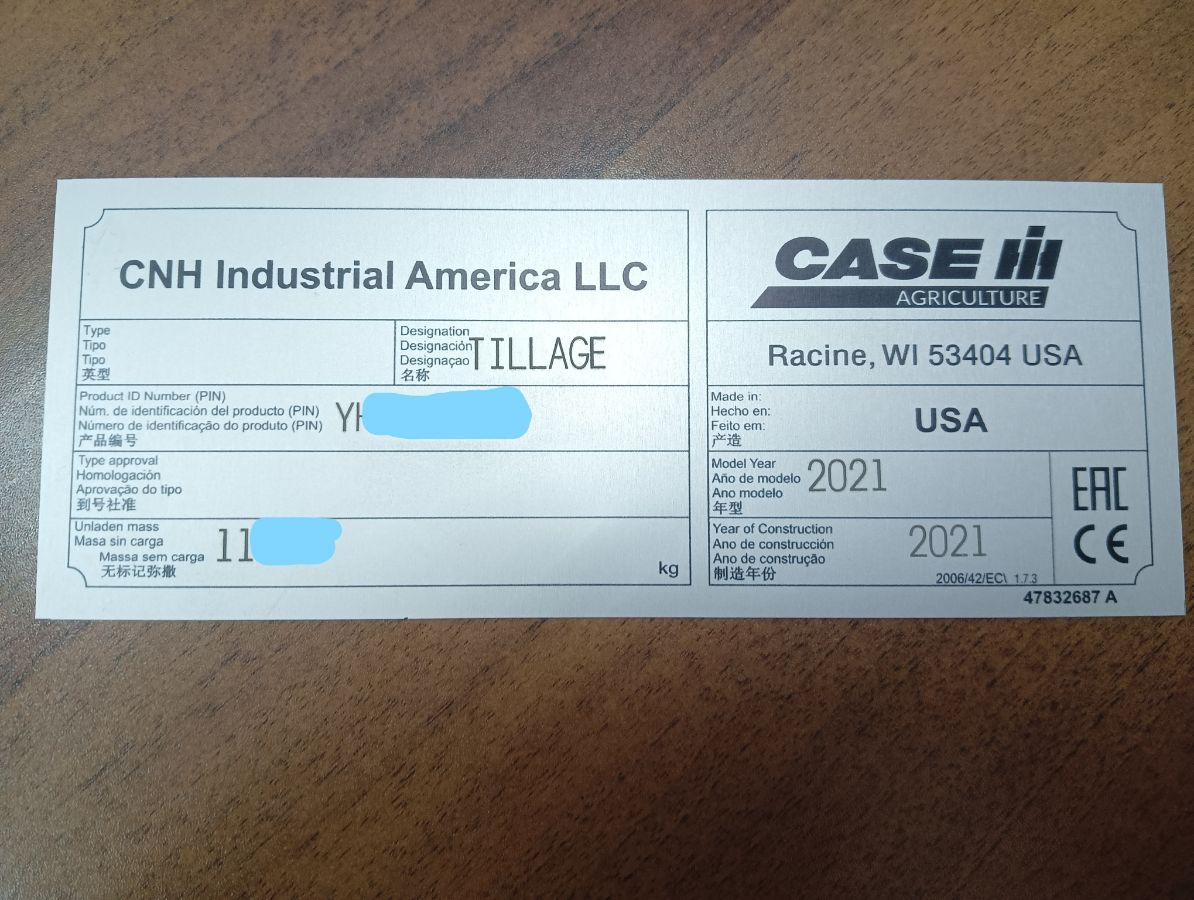 CNH Industrial America LLC
Type
Tipo
Tipo
英型
Designation
Designación
Designaçao
名称
TILLAGE
Product ID Number (PIN)
Núm. de identificación del producto (PIN)
Número de identificação do produto (PIN)
产品编号
Type approval
Homologación
Aprovação do tipo
到号社准
Unladen mass
Masa sin carga
Massa sem carga
无标记弥撒
11
kg
CASE IH
AGRICULTURE
Racine, WI 53404 USA
Made in:
Hecho en:
Feito em:
产造
USA
Model Year
Año de modelo
Ano modelo
年型
2021
Year of Construction
Ano de construcción
Ano de construção
制造年份
2021
2006/42/EC\ 1.7.3
EAC
CE
47832687 A